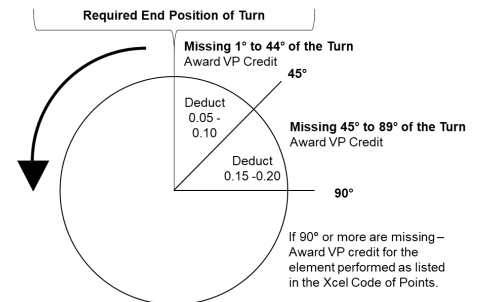 Required End Position of Turn
Missing 1° to 44° of the Turn
Award VP Credit
45°
Deduct
0.05 -
0.10
Missing 45° to 89° of the Turn
Award VP Credit
Deduct
0.15 -0.20
90°
If 90° or more are missing –
Award VP credit for the
element performed as listed
in the Xcel Code of Points.